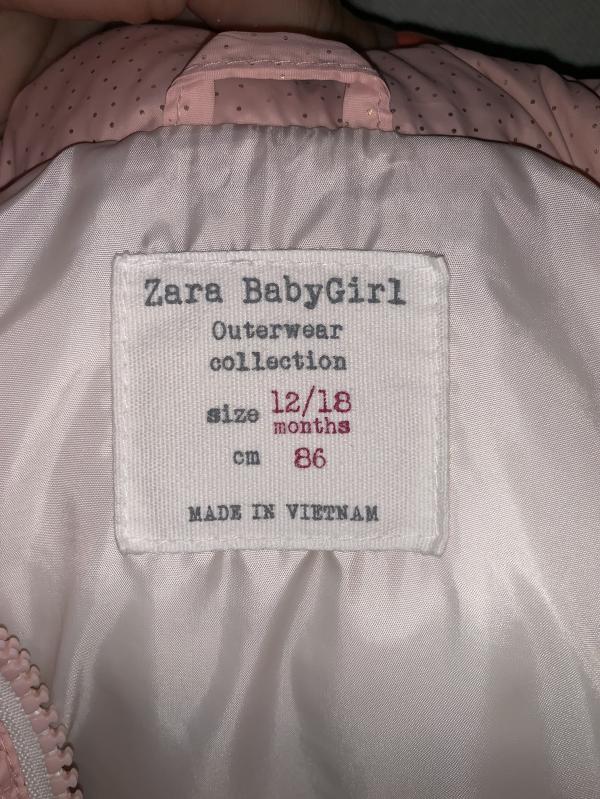 Zara BabyGirl
Outerwear
collection
size 12/18
months
cm 86
MADE IN VIETNAM